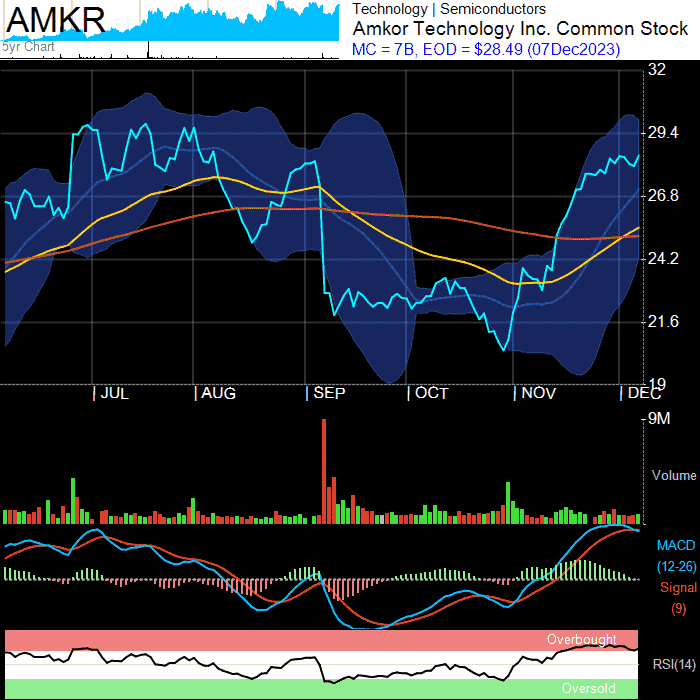 AMKR
5yr Chart
Technology | Semiconductors
Amkor Technology Inc. Common Stock
MC = 7B, EOD = $28.49 (07Dec2023)
32
29.4
26.8
24.2
21.6
19
| JUL | AUG | SEP | OCT | NOV | DEC
9M
Volume
MACD
(12-26)
Signal
(9)
Overbought
RSI(14)
Oversold